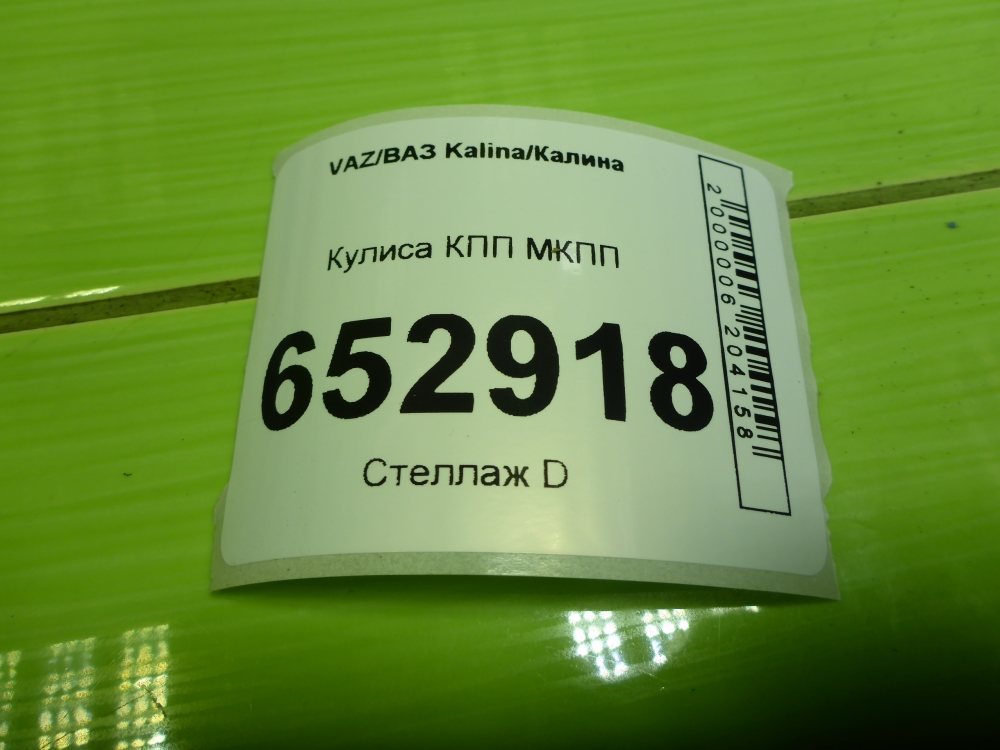 VAZ/ВАЗ Kalina/Калина
Кулиса КПП МКПП
652918
Стеллаж D
2000006204158